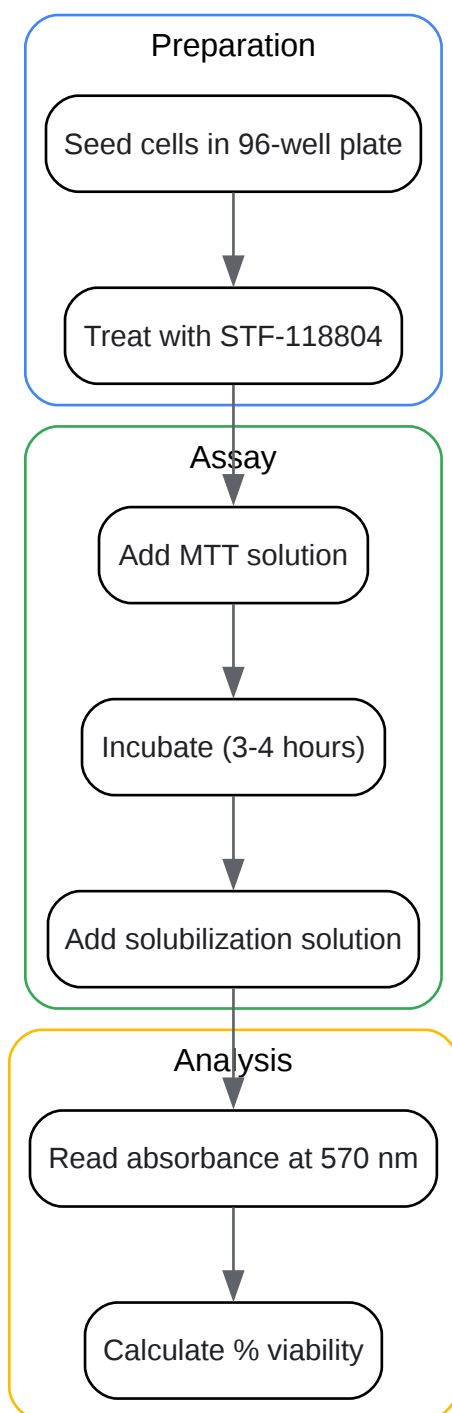 Preparation
Seed cells in 96-well plate
Treat with STF-118804
Assay
Add MTT solution
Incubate (3-4 hours)
Add solubilization solution
Analysis
Read absorbance at 570 nm
Calculate % viability